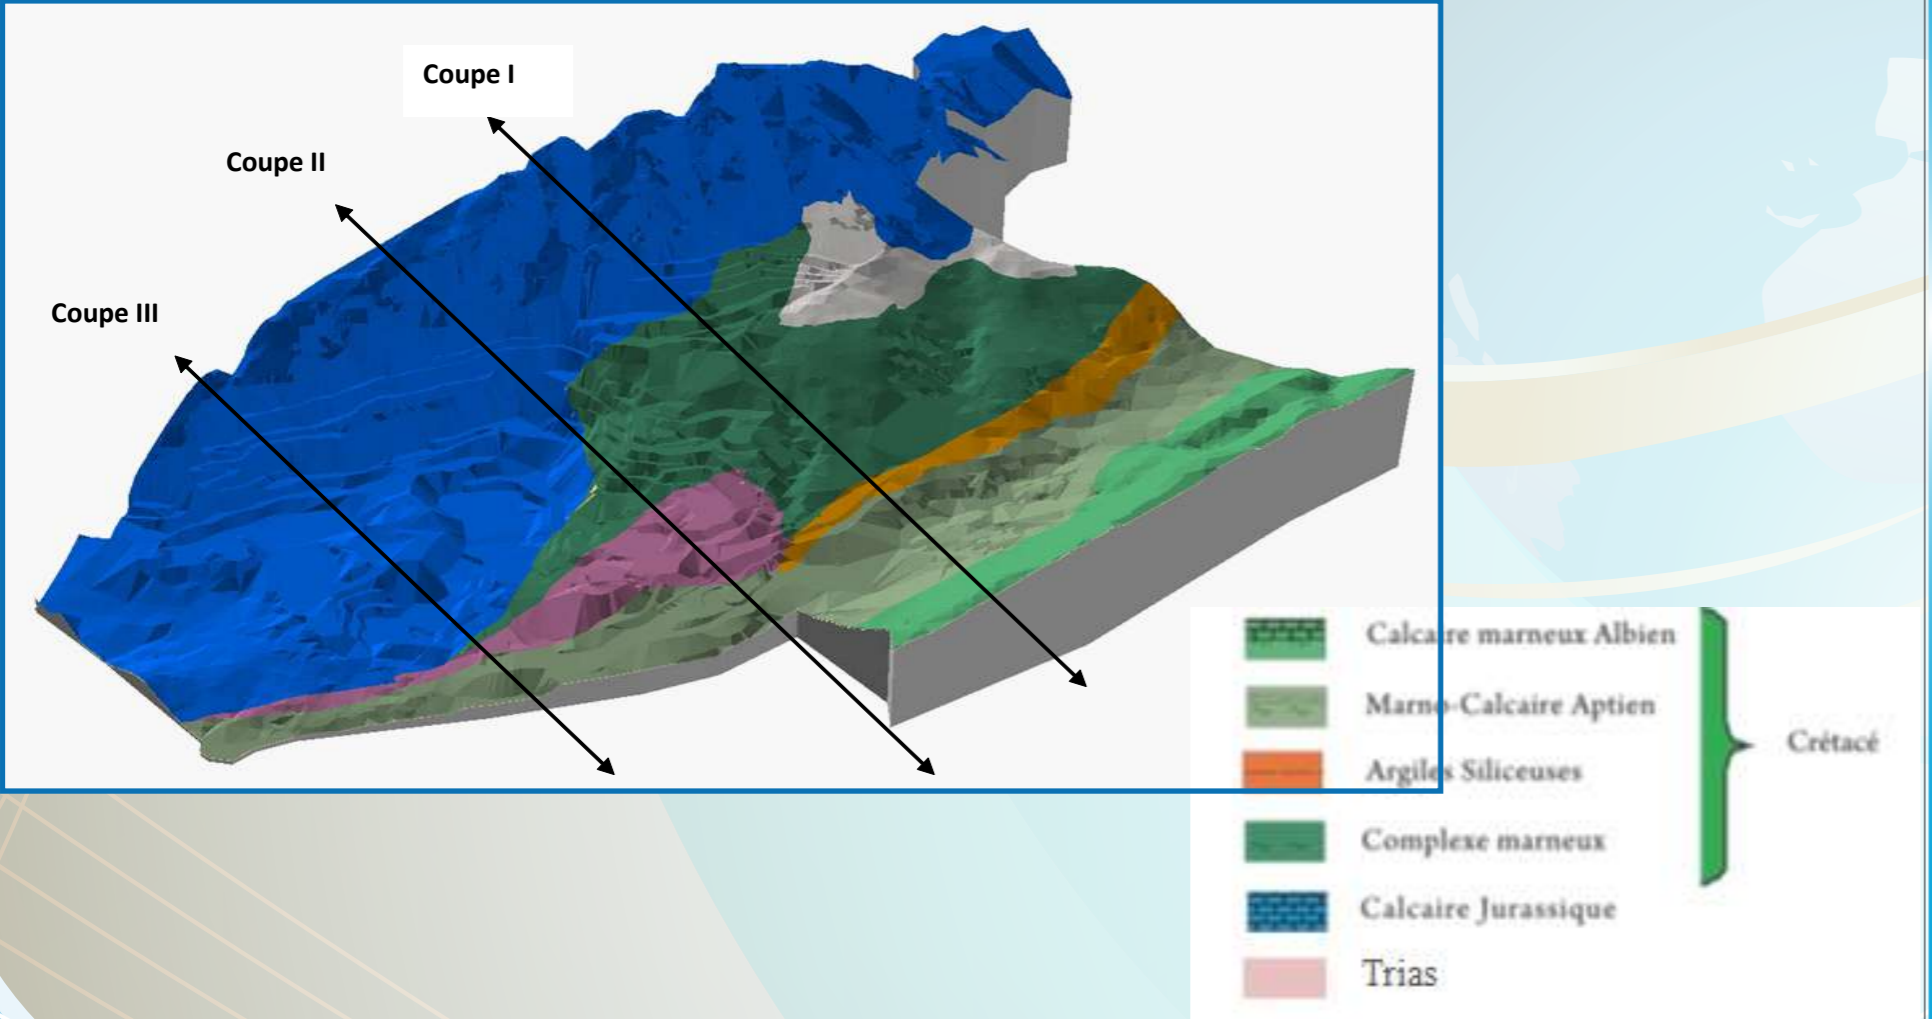 Coupe I
Coupe II
Coupe III
Calcaire marneux Albien
Marno-Calcaire Aptien
Argiles Siliceuses
Complexe marneux
Calcaire Jurassique
Trias
Crétacé